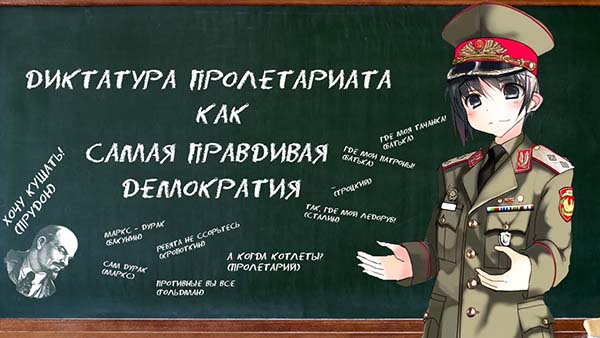 ДИКТАТУРА ПРОЛЕТАРИАТА
КАК
САМАЯ ПРАВДИВАЯ
ДЕМОКРАТИЯ
ГДЕ МОЯ ТАЧАНКА!
(БАТЬКА)
ГДЕ МОИ ПАТРОНЫ!
(БАТЬКА)
...
(ТРОЦКИЙ)
ТАК, ГДЕ МОЙ ЛЕДОРУБ!
(СТАЛИН)
ХОЧУ КУШАТЬ!
(ПРУДОН)
МАРКС - ДУРАК
(БАКУНИН)
РЕБЯТА НЕ ССОРЬТЕСЬ
(КРОПОТКИН)
САМ ДУРАК
(МАРКС)
ПРОТИВНЫЕ ВЫ ВСЕ
(ГОЛЬДМАН)
А КОГДА КОТЛЕТЫ?
(ПРОЛЕТАРИЙ)